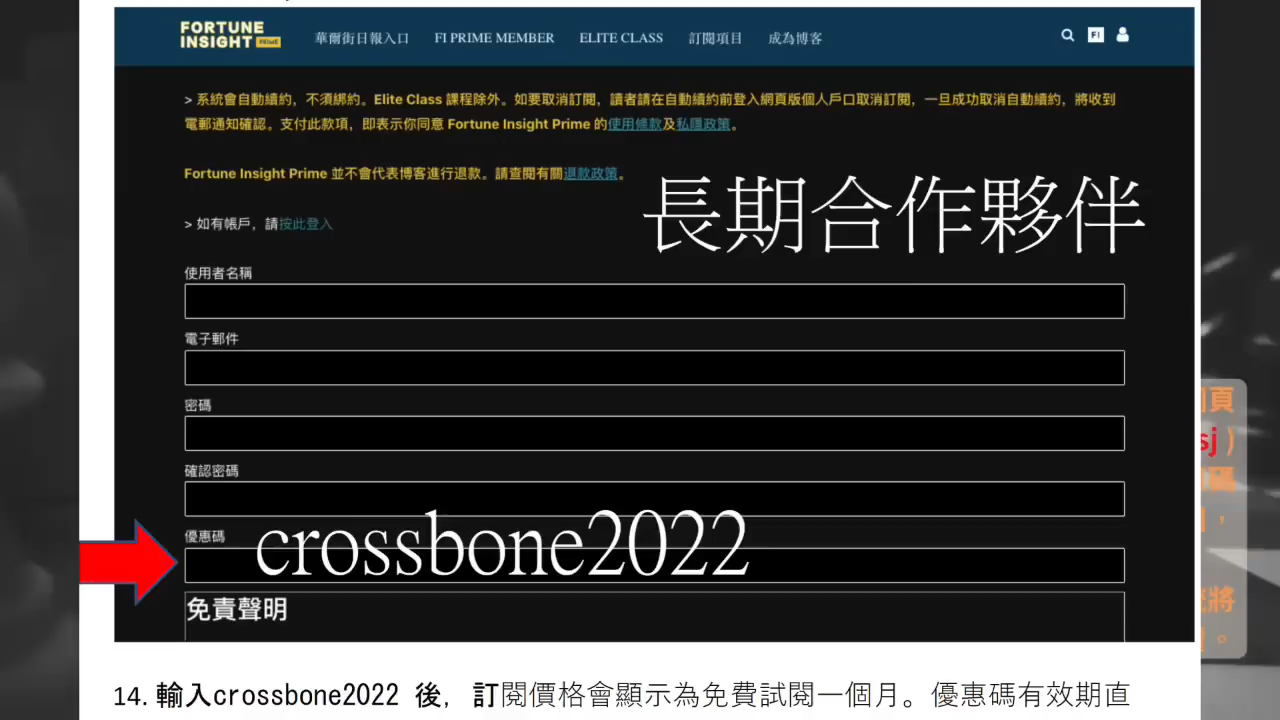 FORTUNE
INSIGHT PRIME
華爾街日報入口 FI PRIME MEMBER ELITE CLASS 訂閱項目 成為博客
FI
> 系統會自動續約，不須綁約。Elite Class 課程除外。如要取消訂閱，讀者請在自動續約前登入網頁版個人戶口取消訂閱，一旦成功取消自動續約，將收到
電郵通知確認。支付此款項，即表示你同意 Fortune Insight Prime 的使用條款及私隱政策。
Fortune Insight Prime 並不會代表博客進行退款。請查閱有關退款政策。
長期合作夥伴
> 如有帳戶，請按此登入
使用者名稱
電子郵件
密碼
確認密碼
優惠碼
crossbone2022
免責聲明
頁
sj )
，
將
。
14. 輸入crossbone2022 後，訂閱價格會顯示為免費試閱一個月。優惠碼有效期直